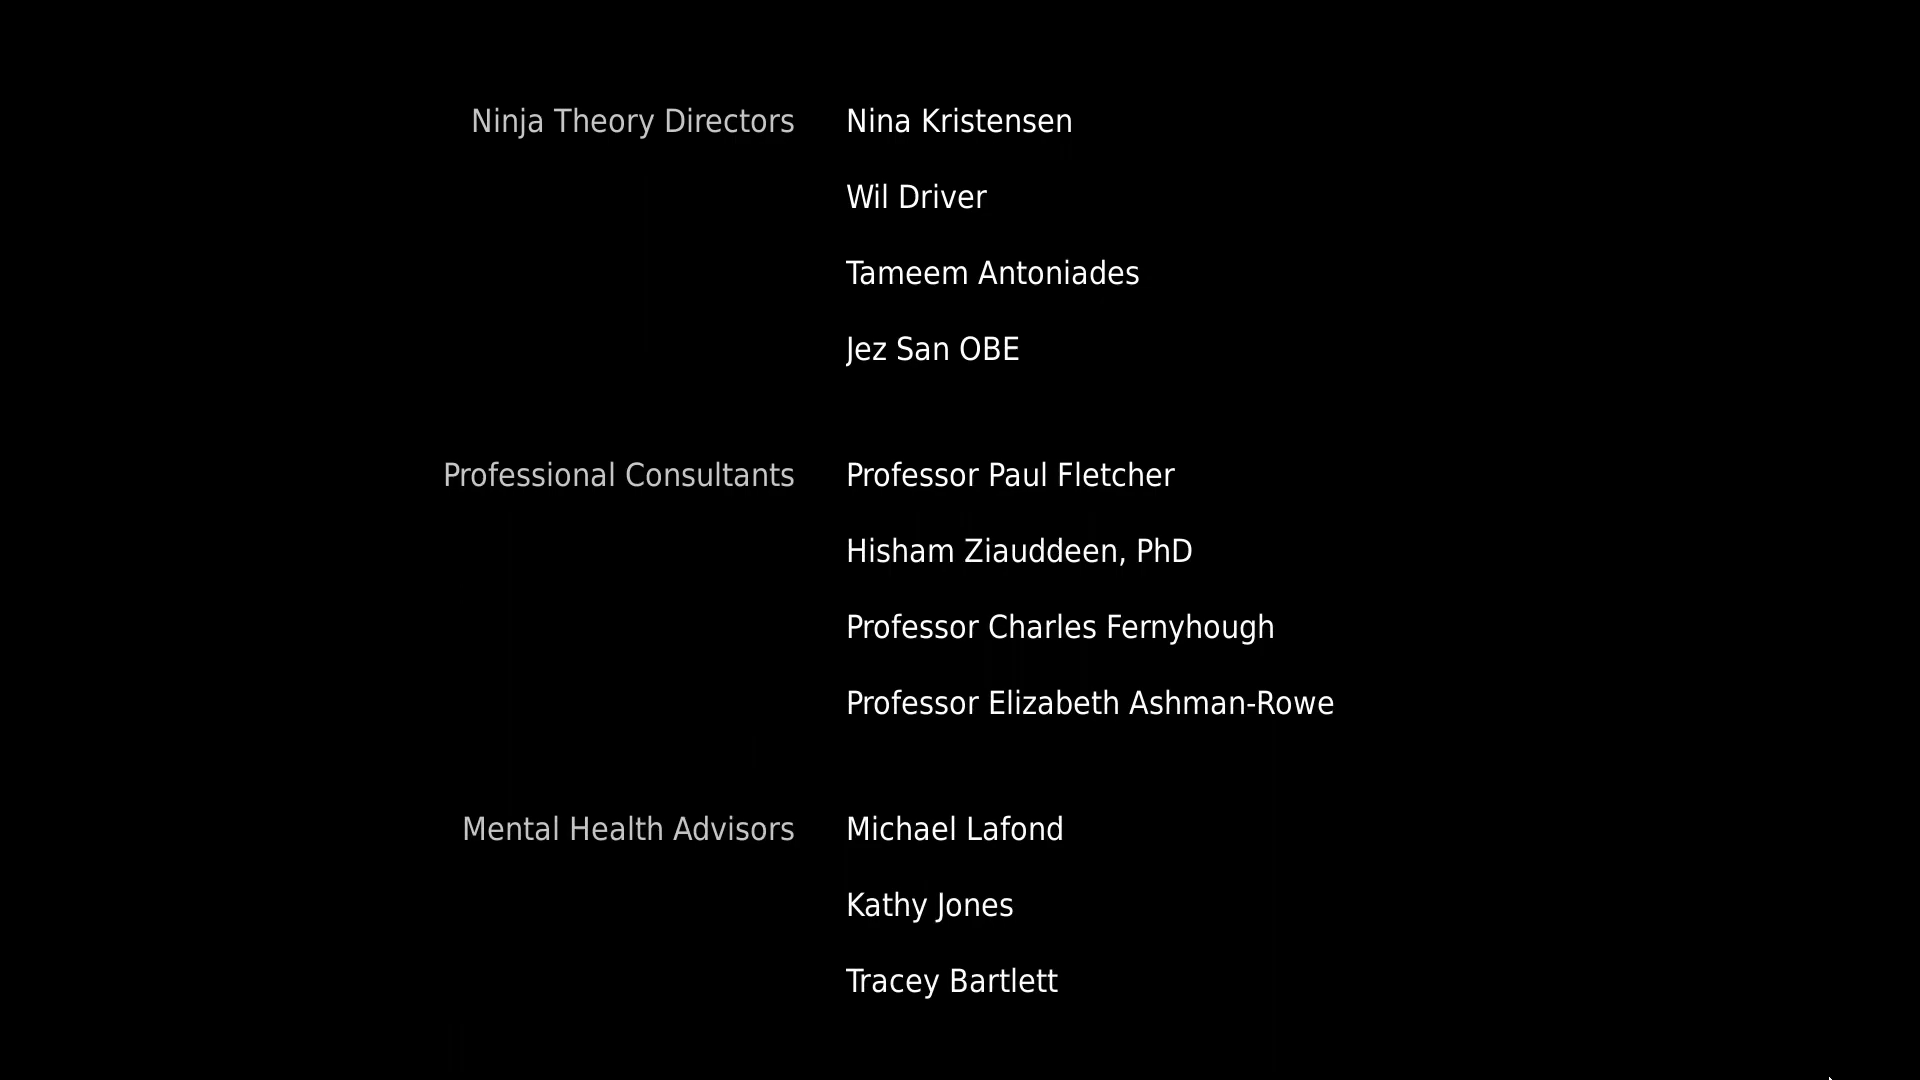 Ninja Theory Directors Nina Kristensen
Wil Driver
Tameem Antoniades
Jez San OBE
Professional Consultants Professor Paul Fletcher
Hisham Ziauddeen, PhD
Professor Charles Fernyhough
Professor Elizabeth Ashman-Rowe
Mental Health Advisors Michael Lafond
Kathy Jones
Tracey Bartlett